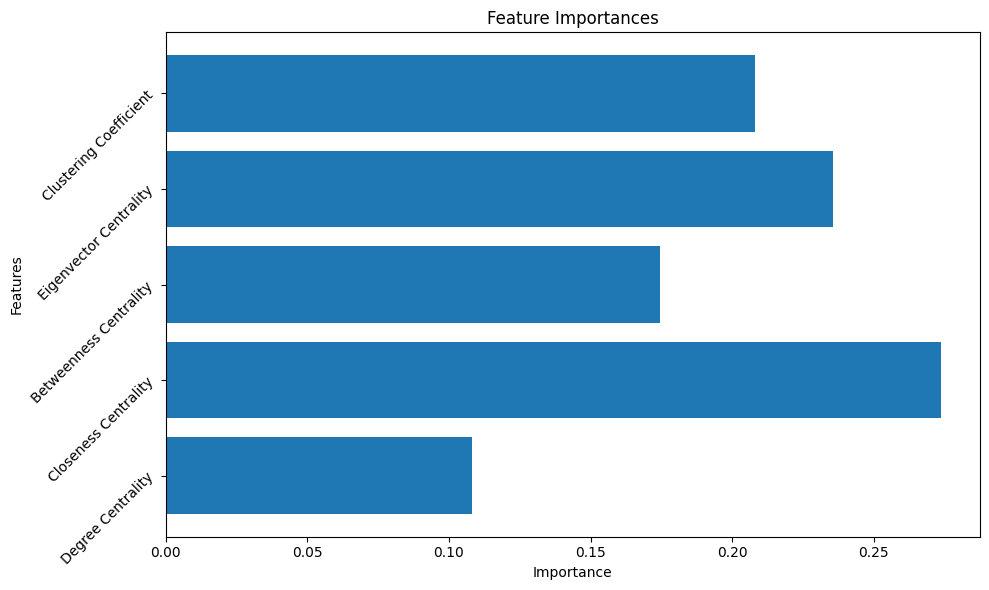 Feature Importances
Features
Clustering Coefficient
Eigenvector Centrality
Betweenness Centrality
Closeness Centrality
Degree Centrality
0.00 0.05 0.10 0.15 0.20 0.25
Importance